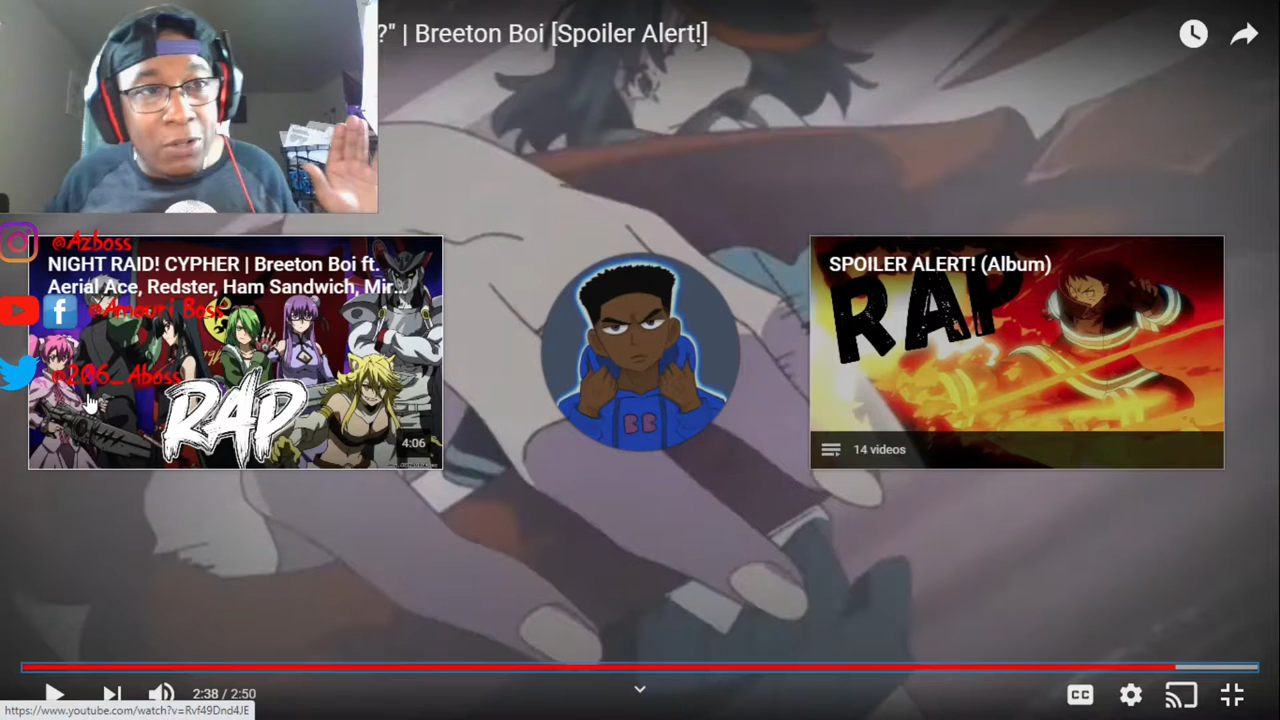 ?" | Breeton Boi [Spoiler Alert!]
@Azboss
NIGHT RAID! CYPHER | Breeton Boi ft.
Aerial Ace, Redster, Ham Sandwich, Mir...
@Amouri Boss
@206_Aboss
RAP
4:06
BB
SPOILER ALERT! (Album)
RAP
14 videos
2:38 / 2:50
CC
https://www.youtube.com/watch?v=Rvf49Dnd4JE